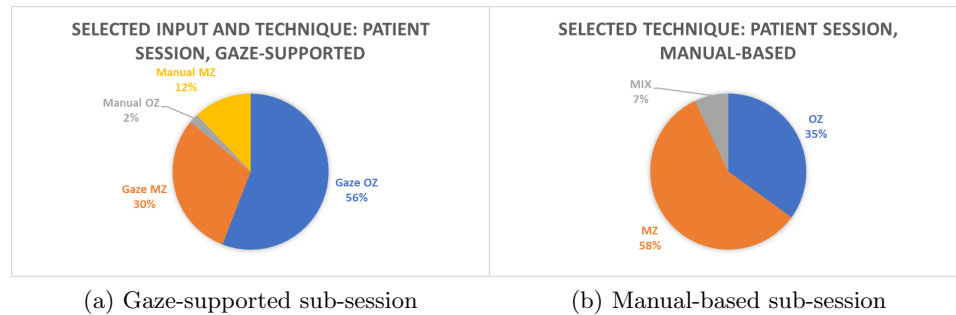 SELECTED INPUT AND TECHNIQUE: PATIENT
SESSION, GAZE-SUPPORTED
Manual MZ
12%
Manual OZ
2%
Gaze MZ
30%
Gaze OZ
56%
(a) Gaze-supported sub-session
SELECTED TECHNIQUE: PATIENT SESSION,
MANUAL-BASED
MIX
7%
OZ
35%
MZ
58%
(b) Manual-based sub-session